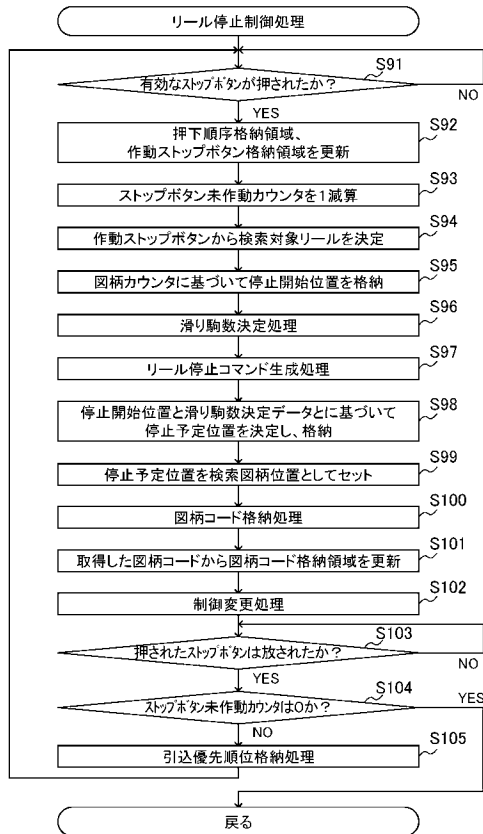 リール停止制御処理
S91
有効なストップボタンが押されたか？
NO
YES
S92
押下順序格納領域、
作動ストップボタン格納領域を更新
S93
ストップボタン未作動カウンタを1減算
S94
作動ストップボタンから検索対象リールを決定
S95
図柄カウンタに基づいて停止開始位置を格納
S96
滑り駒数決定処理
S97
リール停止コマンド生成処理
S98
停止開始位置と滑り駒数決定データとに基づいて
停止予定位置を決定し、格納
S99
停止予定位置を検索図柄位置としてセット
S100
図柄コード格納処理
S101
取得した図柄コードから図柄コード格納領域を更新
S102
制御変更処理
S103
押されたストップボタンは放されたか？
NO
YES
S104
ストップボタン未作動カウンタは0か？
YES
NO
S105
引込優先順位格納処理
戻る